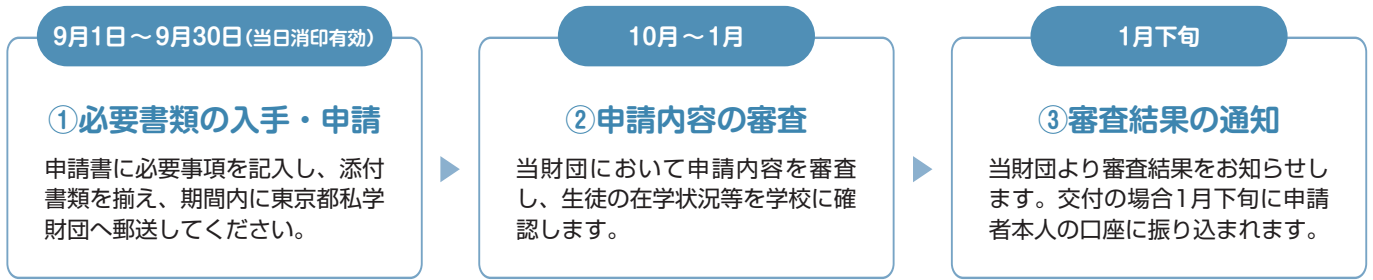 9月1日～9月30日(当日消印有効)
①必要書類の入手・申請
申請書に必要事項を記入し、添付
書類を揃え、期間内に東京都私学
財団へ郵送してください。
10月～1月
②申請内容の審査
当財団において申請内容を審査
し、生徒の在学状況等を学校に確
認します。
1月下旬
③審査結果の通知
当財団より審査結果をお知らせし
ます。交付の場合1月下旬に申請
者本人の口座に振り込まれます。